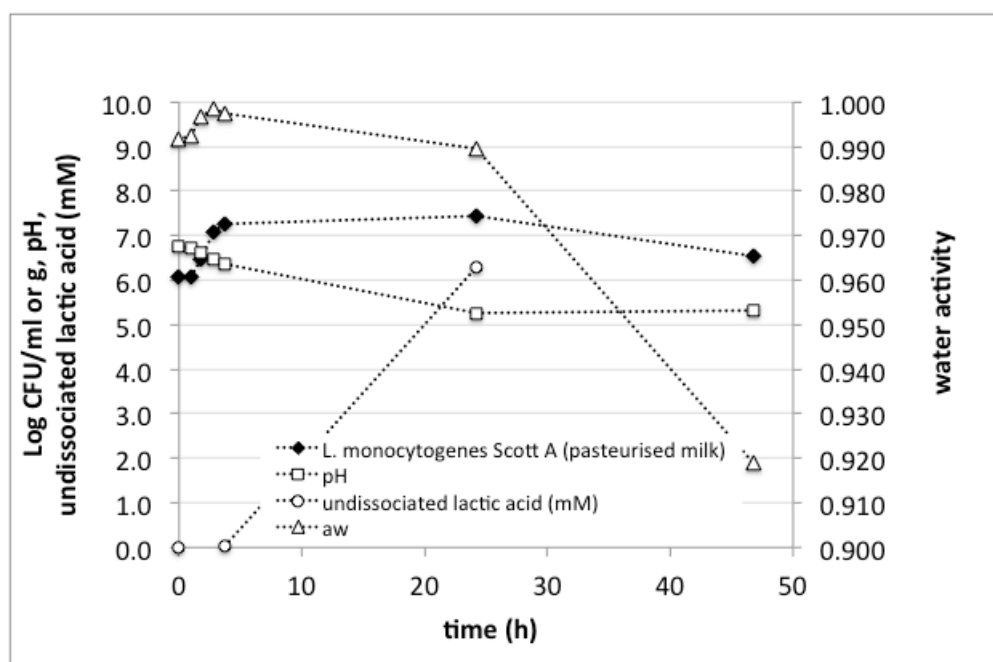 Log CFU/ml or g, pH,
undissociated lactic acid (mM)
10.0
9.0
8.0
7.0
6.0
5.0
4.0
3.0
2.0
1.0
0.0
1.000
0.990
0.980
0.970
0.960
0.950
0.940
0.930
0.920
0.910
0.900
water activity
L. monocytogenes Scott A (pasteurised milk)
pH
undissociated lactic acid (mM)
aw
0 10 20 30 40 50
time (h)